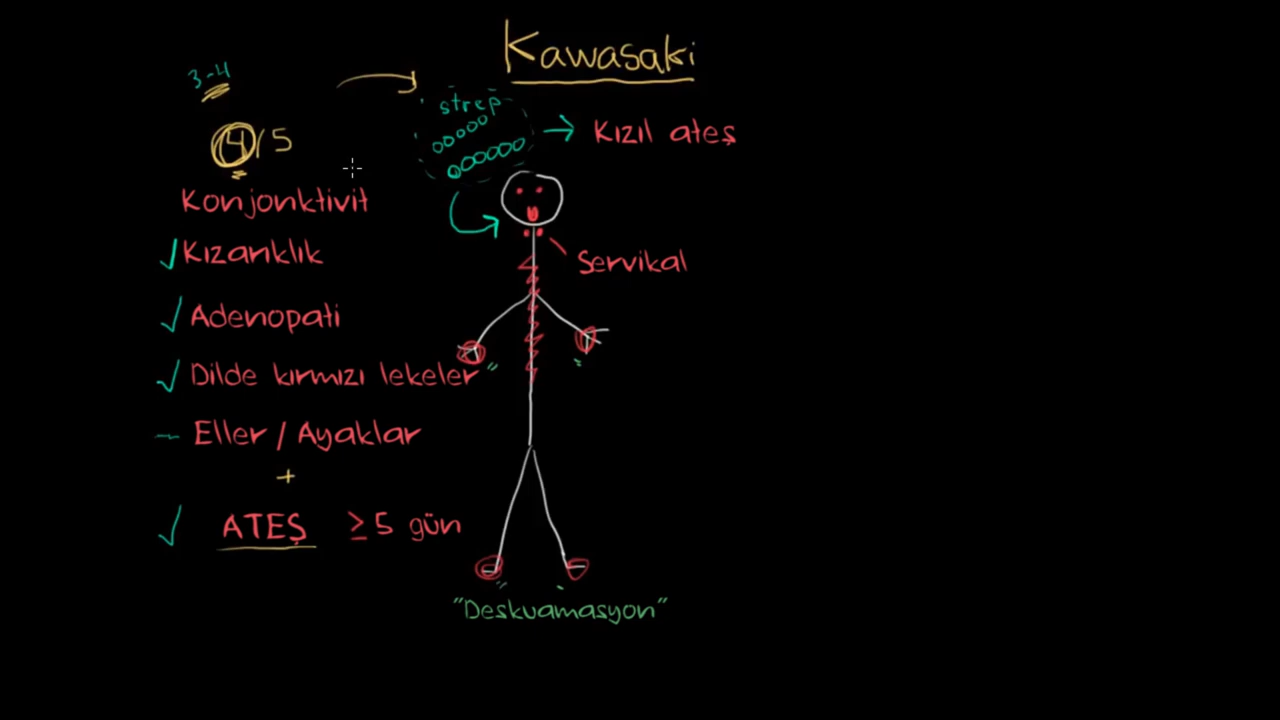 Kawasaki
3-4
strep
4/5
Kızıl ateş
Konjonktivit
Kızarıklık
Servikal
Adenopati
Dilde kırmızı lekeler
Eller / Ayaklar
+
ATEŞ ≥5 gün
"Deskuamasyon"